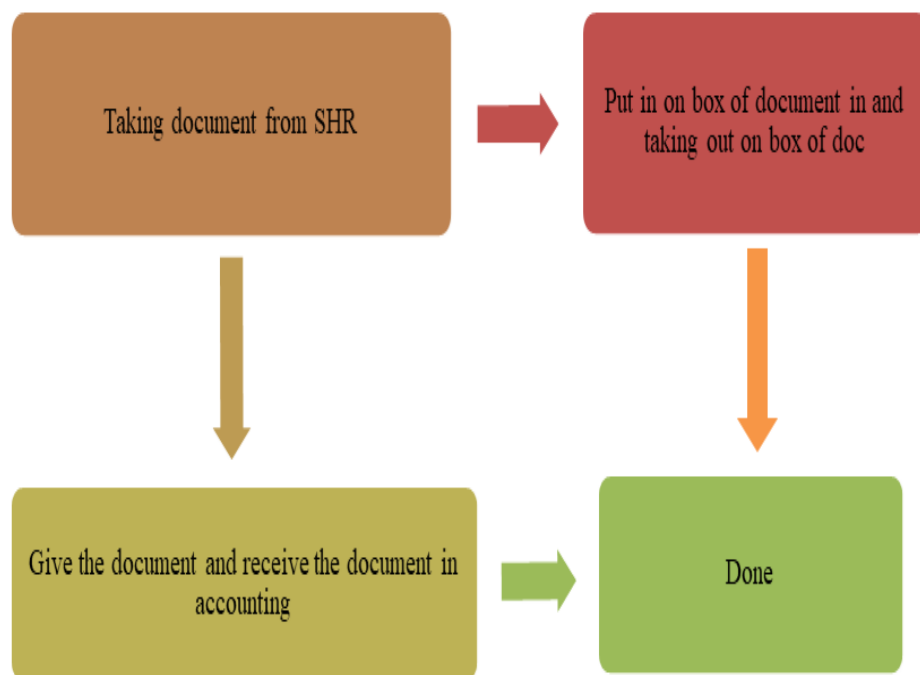 Taking document from SHR
Put in on box of document in and
taking out on box of doc
Give the document and receive the document in
accounting
Done